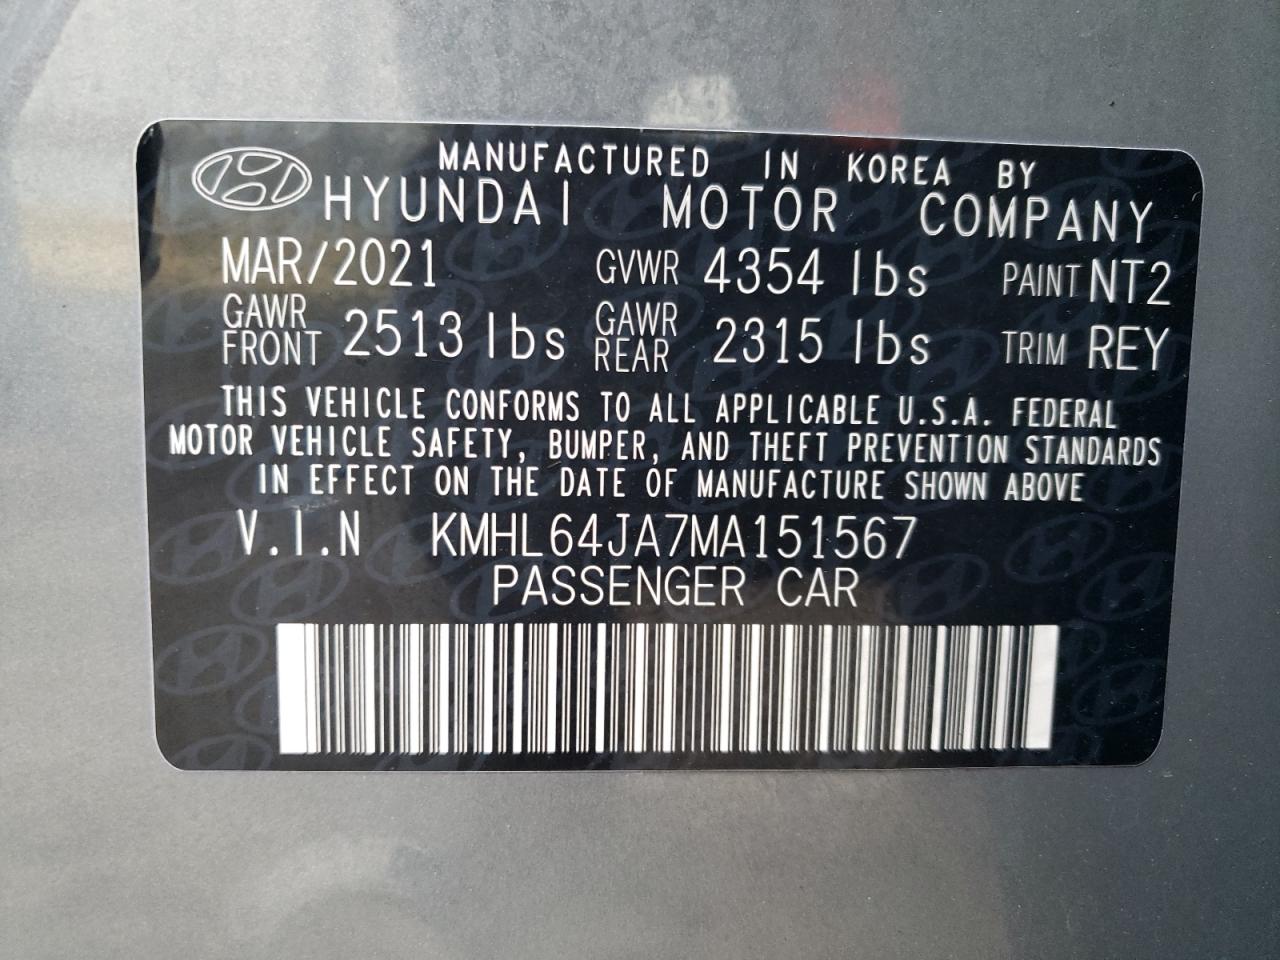 MANUFACTURED IN KOREA BY
HYUNDAI MOTOR COMPANY
MAR/2021 GVWR 4354 lbs PAINT NT2
GAWR FRONT 2513 lbs GAWR REAR 2315 lbs TRIM REY
THIS VEHICLE CONFORMS TO ALL APPLICABLE U.S.A. FEDERAL
MOTOR VEHICLE SAFETY, BUMPER, AND THEFT PREVENTION STANDARDS
IN EFFECT ON THE DATE OF MANUFACTURE SHOWN ABOVE
V.I.N KMHL64JA7MA151567
PASSENGER CAR